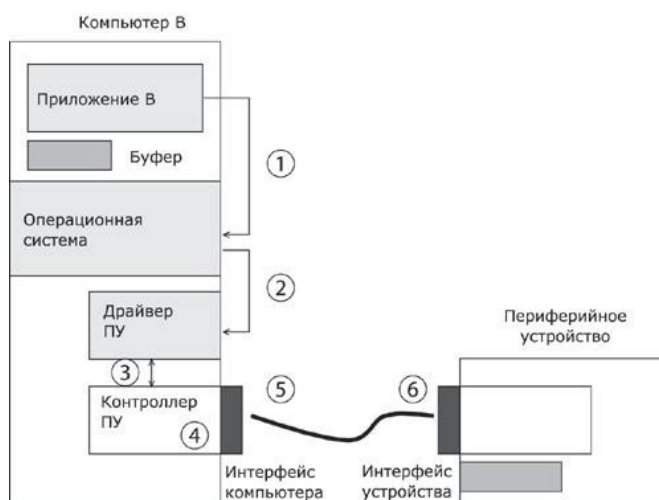 Компьютер В
Приложение В
Буфер
1
Операционная
система
2
Драйвер
ПУ
Периферийное
устройство
3
5
6
Контроллер
ПУ
4
Интерфейс
компьютера
Интерфейс
устройства